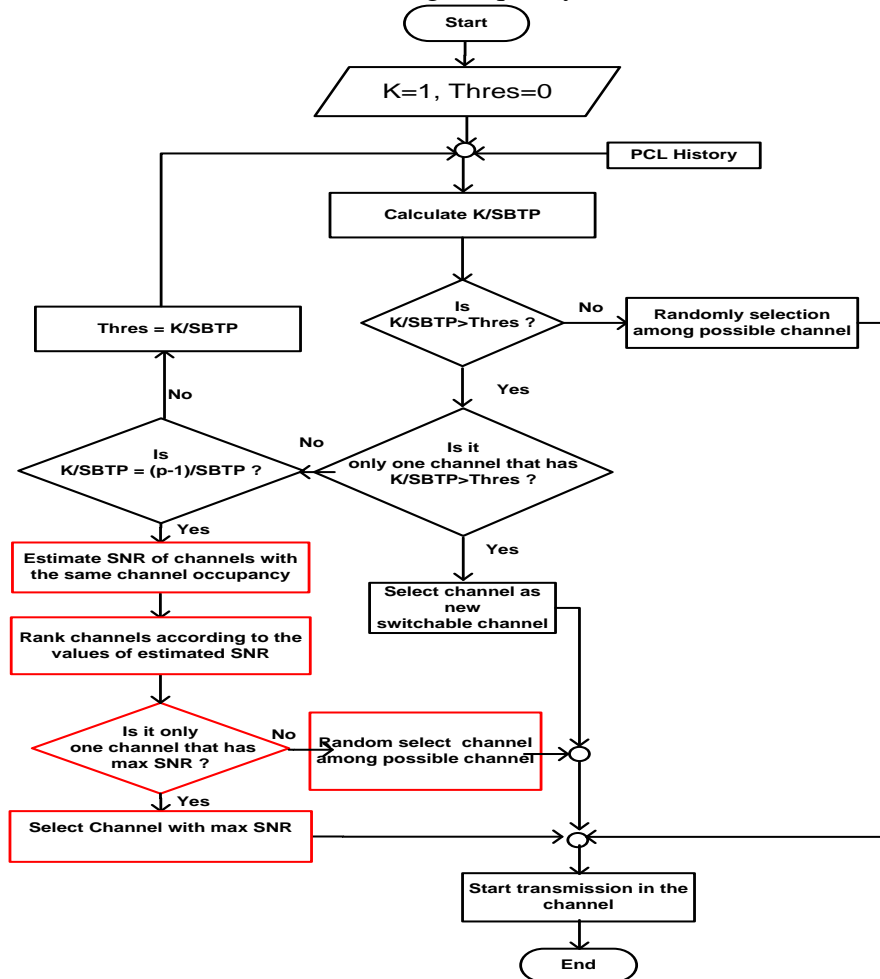 Start
K=1, Thres=0
PCL History
Calculate K/SBTP
Is
K/SBTP>Thres ?
No
Randomly selection
among possible channel
Thres = K/SBTP
Yes
No
Is it
only one channel that has
K/SBTP>Thres ?
No
Is
K/SBTP = (p-1)/SBTP ?
Yes
Yes
Estimate SNR of channels with
the same channel occupancy
Select channel as
new
switchable channel
Rank channels according to the
values of estimated SNR
Is it only
one channel that has
max SNR ?
No
Random select channel
among possible channel
Yes
Select Channel with max SNR
Start transmission in the
channel
End